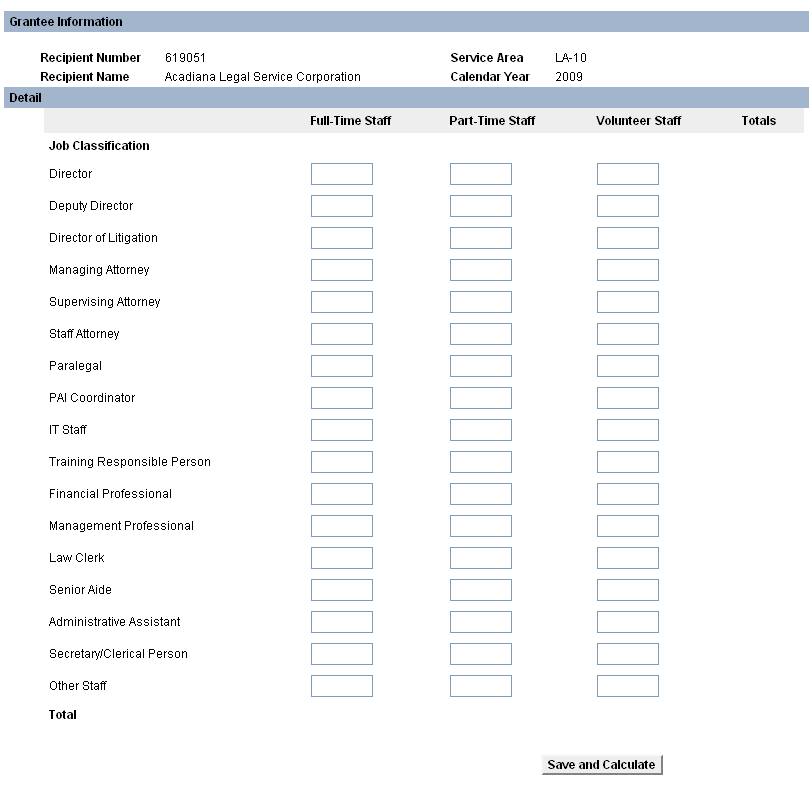 Grantee Information
Recipient Number 619051 Service Area LA-10
Recipient Name Acadiana Legal Service Corporation Calendar Year 2009
Detail
Full-Time Staff Part-Time Staff Volunteer Staff Totals
Job Classification
Director
Deputy Director
Director of Litigation
Managing Attorney
Supervising Attorney
Staff Attorney
Paralegal
PAI Coordinator
IT Staff
Training Responsible Person
Financial Professional
Management Professional
Law Clerk
Senior Aide
Administrative Assistant
Secretary/Clerical Person
Other Staff
Total
Save and Calculate